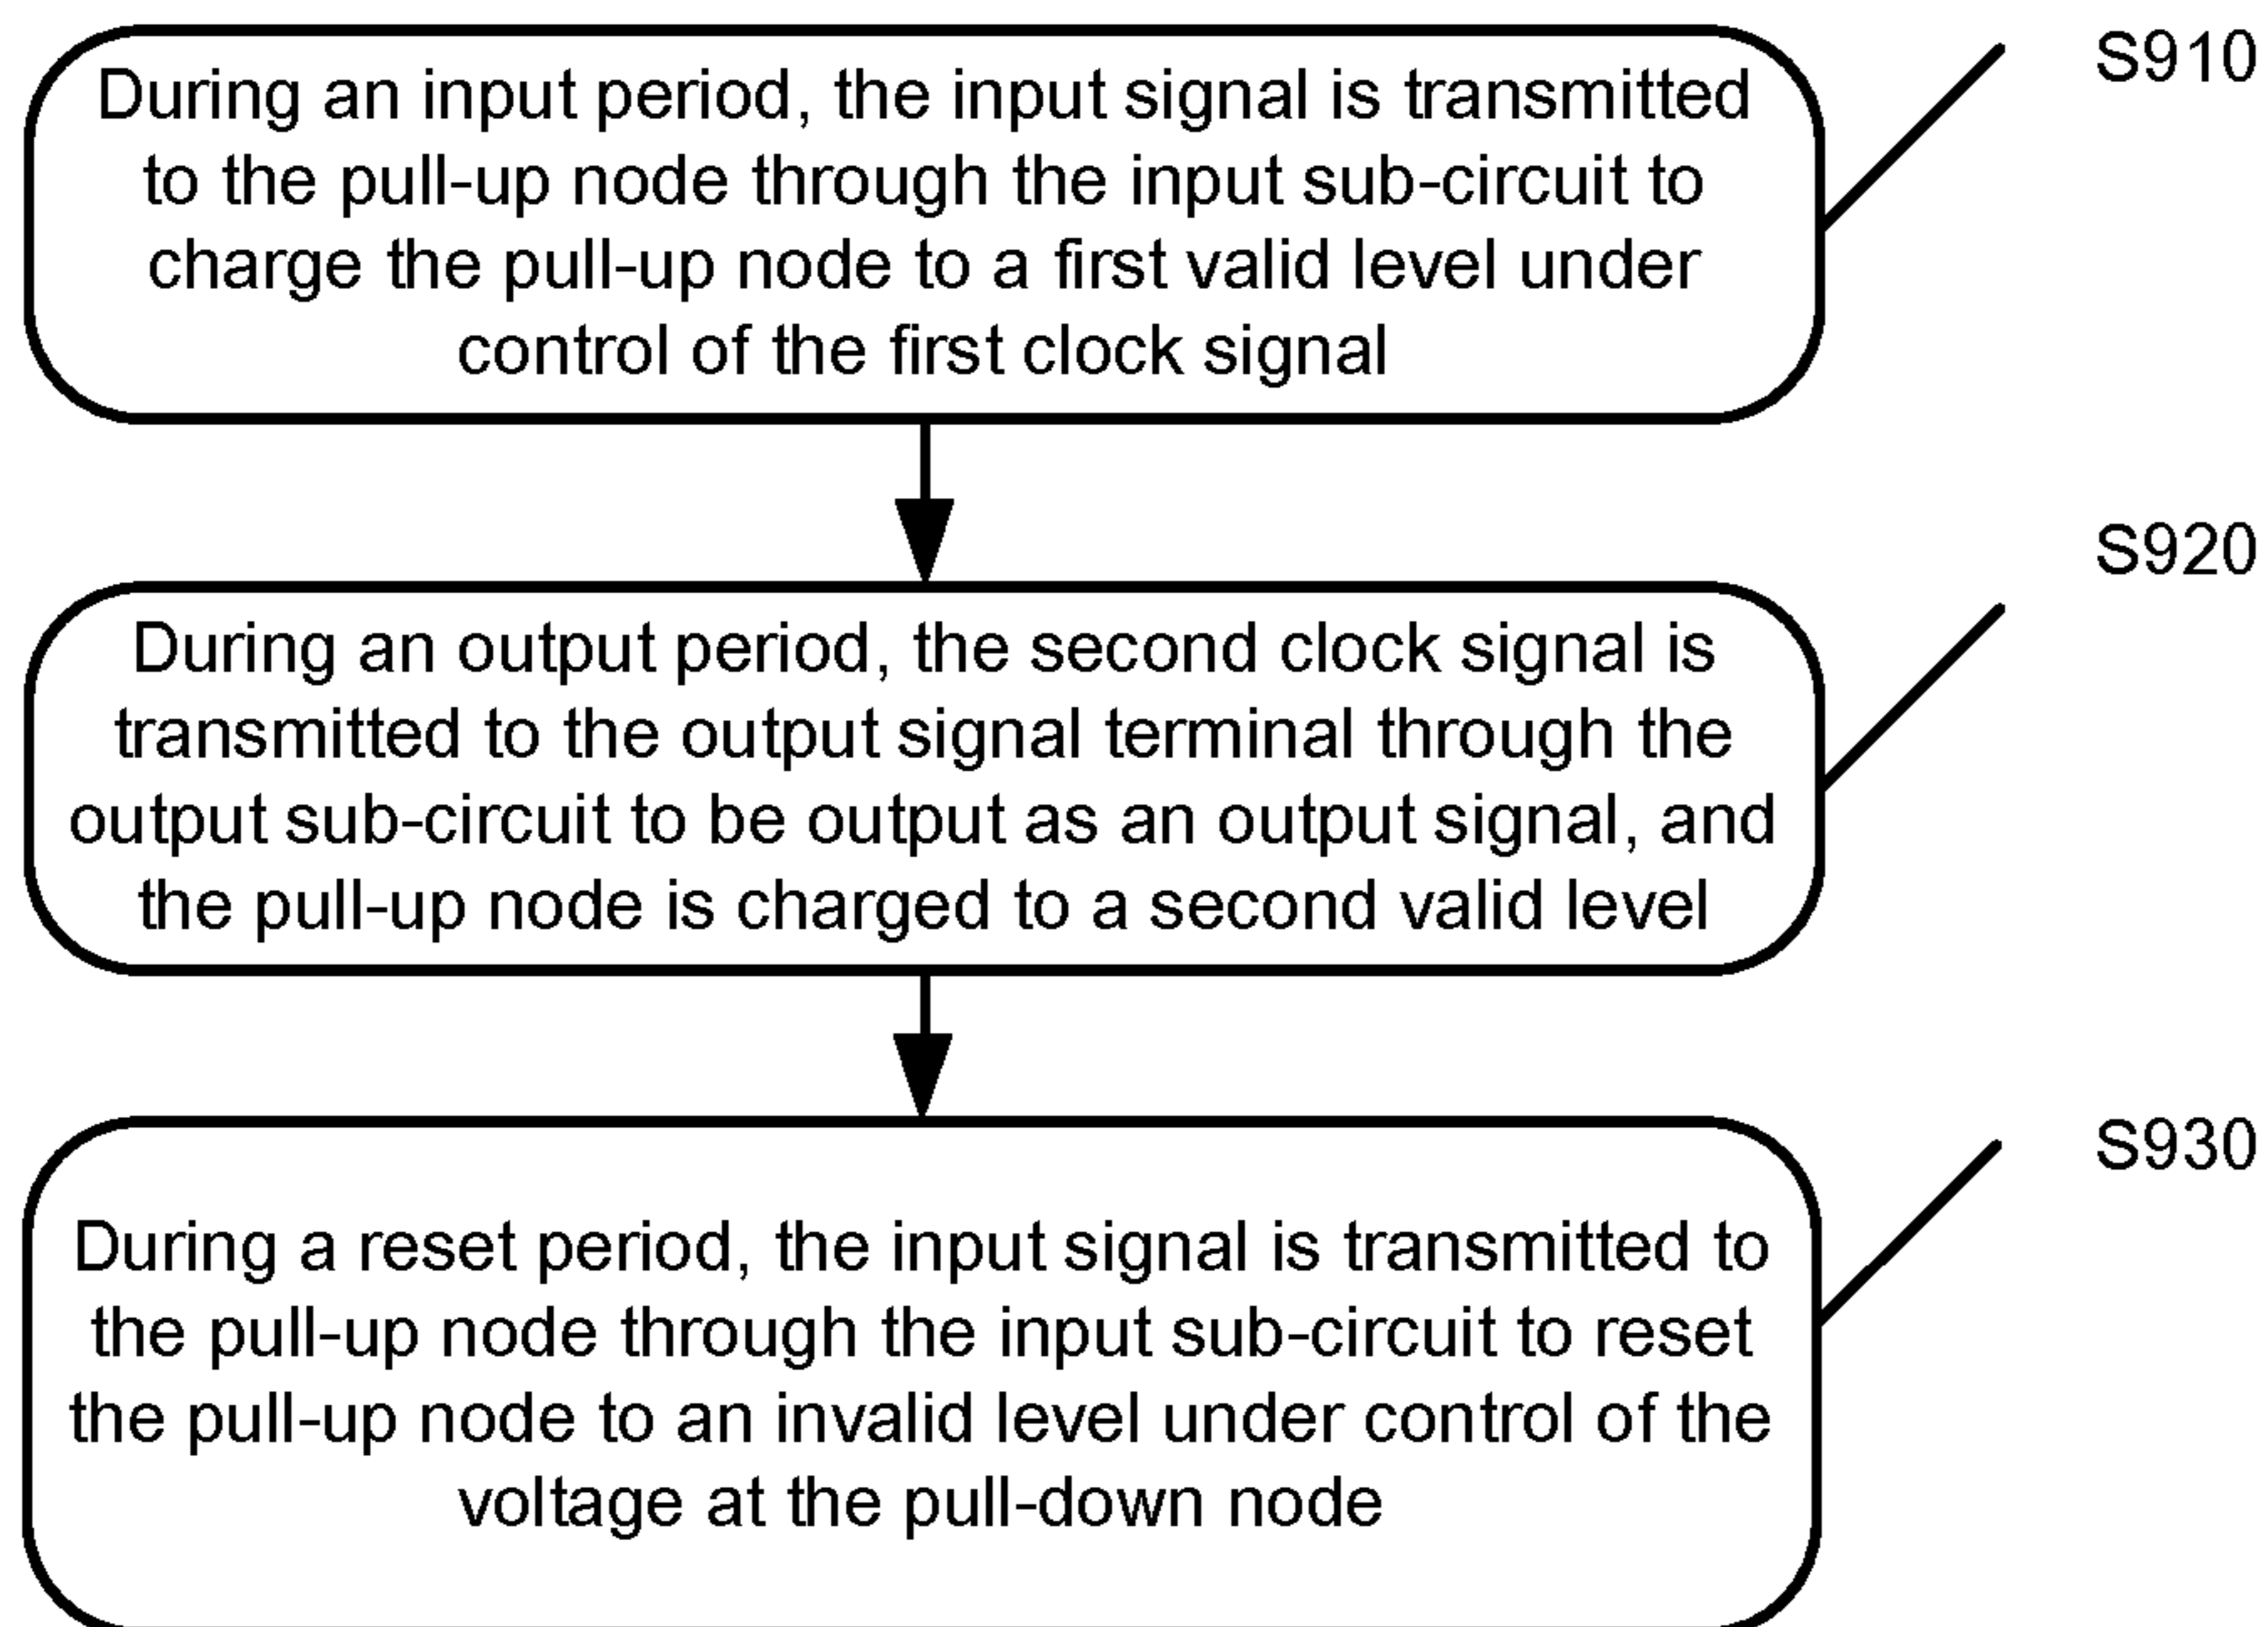 During an input period, the input signal is transmitted
to the pull-up node through the input sub-circuit to
charge the pull-up node to a first valid level under
control of the first clock signal
S910
During an output period, the second clock signal is
transmitted to the output signal terminal through the
output sub-circuit to be output as an output signal, and
the pull-up node is charged to a second valid level
S920
During a reset period, the input signal is transmitted to
the pull-up node through the input sub-circuit to reset
the pull-up node to an invalid level under control of the
voltage at the pull-down node
S930